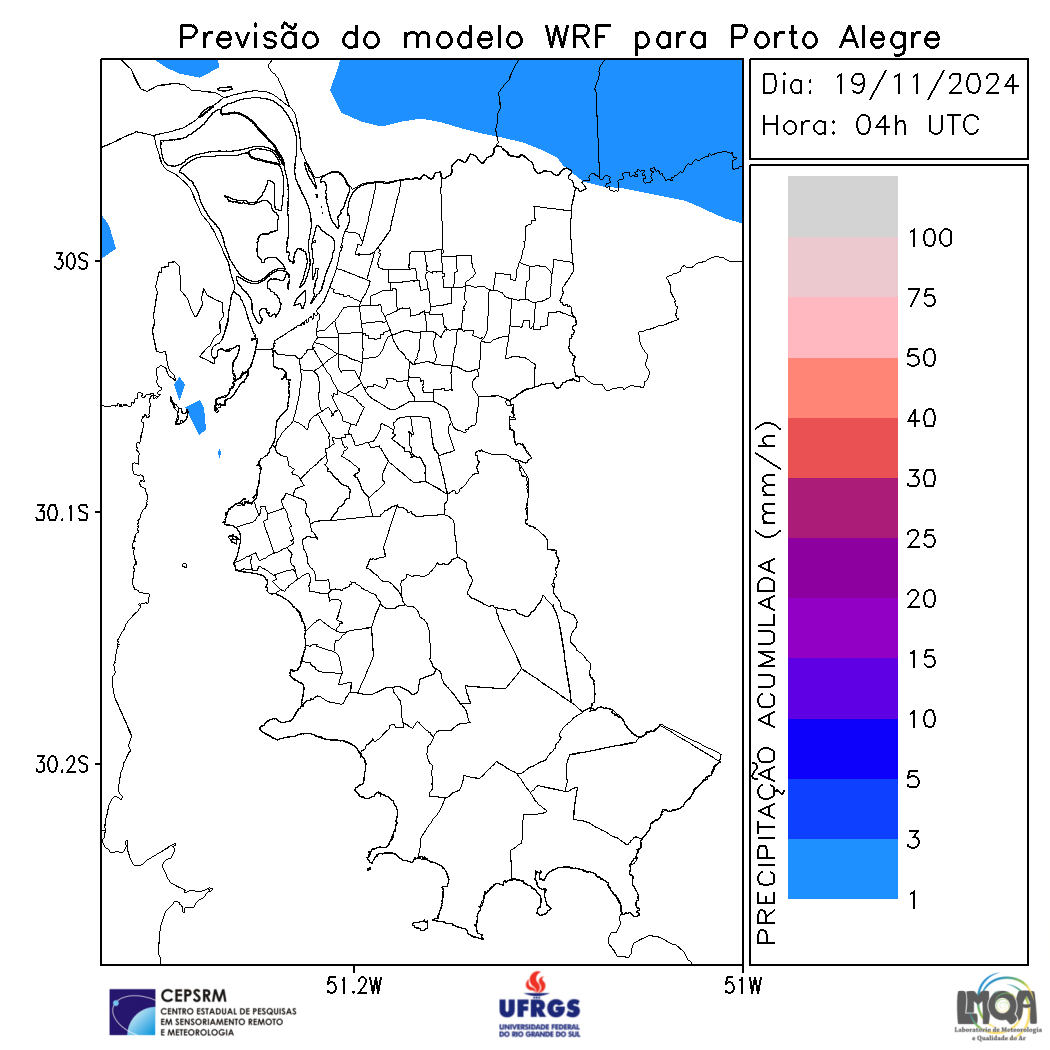 Previsão do modelo WRF para Porto Alegre
Dia: 19/11/2024
Hora: 04h UTC
30S
30.1S
30.2S
51.2W
51W
PRECIPITAÇÃO ACUMULADA (mm/h)
100
75
50
40
30
25
20
15
10
5
3
1
CEPSRM
CENTRO ESTADUAL DE PESQUISAS
EM SENSORIAMENTO REMOTO
E METEOROLOGIA
UFRGS
UNIVERSIDADE FEDERAL
DO RIO GRANDE DO SUL
LMQA
Laboratório de Meteorologia
e Qualidade do Ar